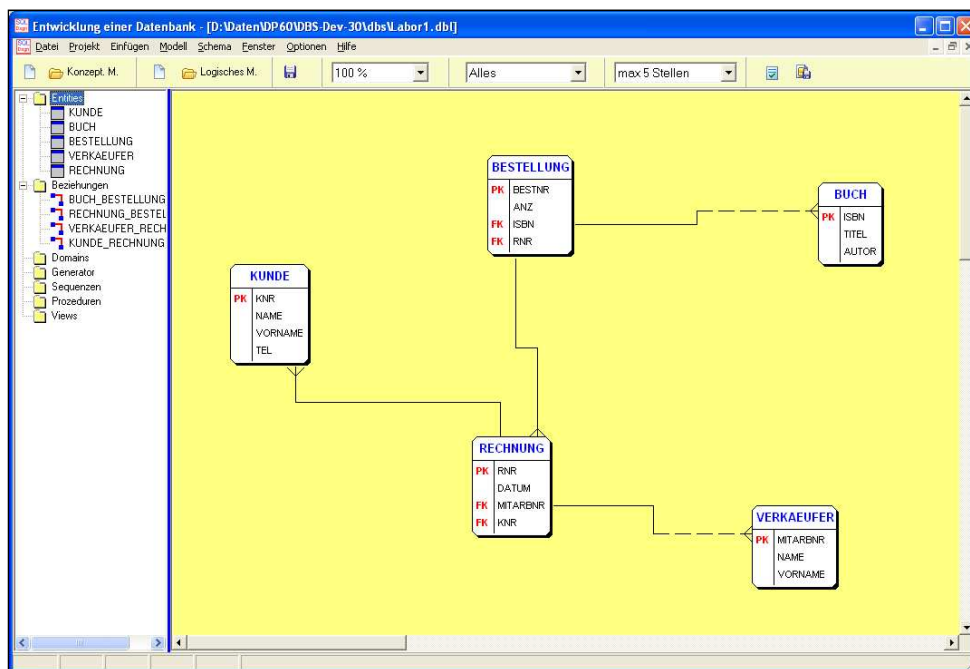 Entwicklung einer Datenbank - [D:\Daten\DP60\DBS-Dev-30\dbs\Labor1.dbl]
Datei Projekt Einfügen Modell Schema Fenster Optionen Hilfe
Konzept. M. Logisches M. 100 % Alles max 5 Stellen
Entities
KUNDE
BUCH
BESTELLUNG
VERKAEUFER
RECHNUNG
Beziehungen
BUCH_BESTELLUNG
RECHNUNG_BESTEL
VERKAEUFER_RECH
KUNDE_RECHNUNG
Domains
Generator
Sequenzen
Prozeduren
Views
BESTELLUNG
PK BESTNR
ANZ
FK ISBN
FK RNR
BUCH
PK ISBN
TITEL
AUTOR
KUNDE
PK KNR
NAME
VORNAME
TEL
RECHNUNG
PK RNR
DATUM
FK MITARBNR
FK KNR
VERKAEUFER
PK MITARBNR
NAME
VORNAME